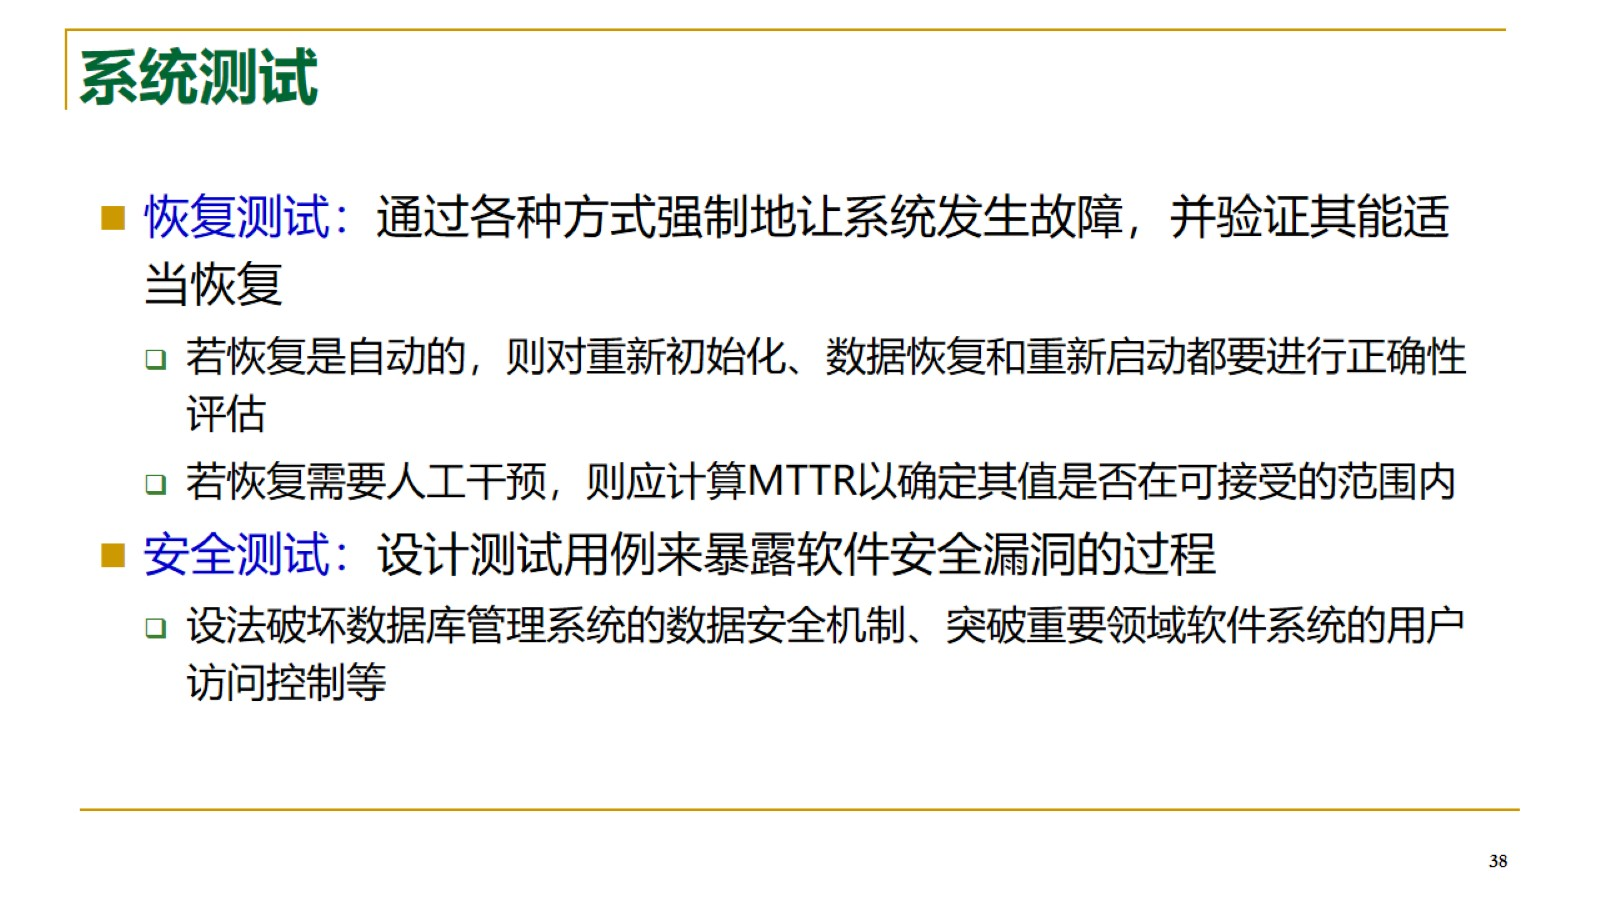 系统测试
恢复测试：通过各种方式强制地让系统发生故障，并验证其能适
当恢复
若恢复是自动的，则对重新初始化、数据恢复和重新启动都要进行正确性
评估
若恢复需要人工干预，则应计算MTTR以确定其值是否在可接受的范围内
安全测试：设计测试用例来暴露软件安全漏洞的过程
设法破坏数据库管理系统的数据安全机制、突破重要领域软件系统的用户
访问控制等
38